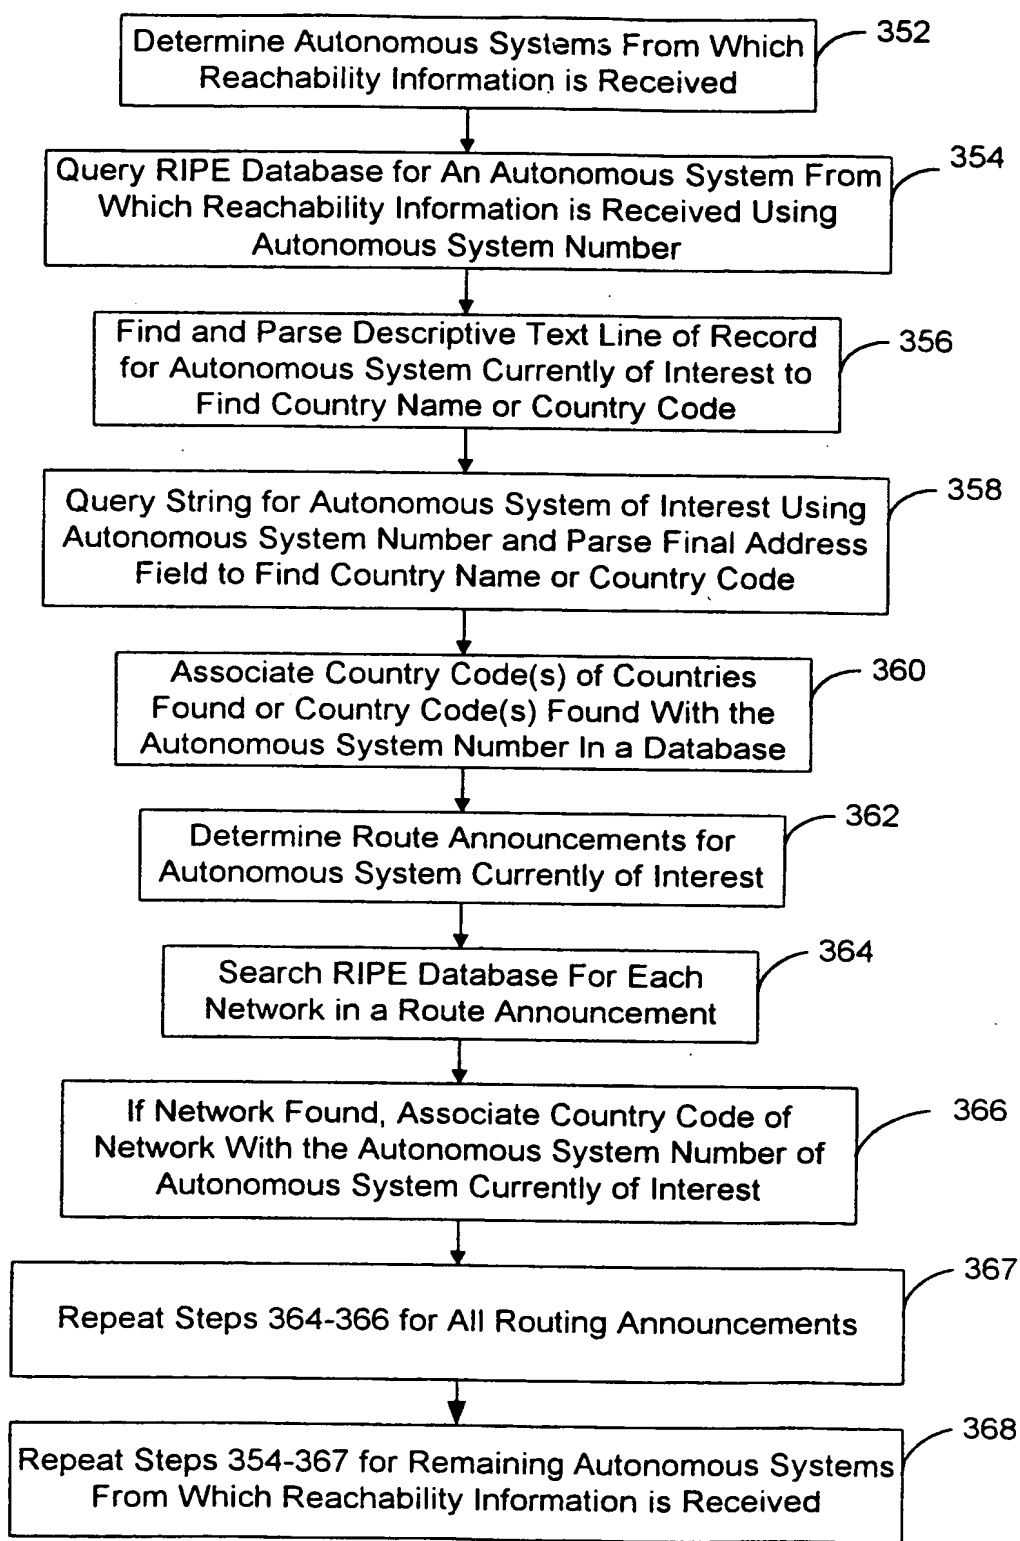 Determine Autonomous Systems From Which
Reachability Information is Received
352
Query RIPE Database for An Autonomous System From
Which Reachability Information is Received Using
Autonomous System Number
354
Find and Parse Descriptive Text Line of Record
for Autonomous System Currently of Interest to
Find Country Name or Country Code
356
Query String for Autonomous System of Interest Using
Autonomous System Number and Parse Final Address
Field to Find Country Name or Country Code
358
Associate Country Code(s) of Countries
Found or Country Code(s) Found With the
Autonomous System Number In a Database
360
Determine Route Announcements for
Autonomous System Currently of Interest
362
Search RIPE Database For Each
Network in a Route Announcement
364
If Network Found, Associate Country Code of
Network With the Autonomous System Number of
Autonomous System Currently of Interest
366
Repeat Steps 364-366 for All Routing Announcements
367
Repeat Steps 354-367 for Remaining Autonomous Systems
From Which Reachability Information is Received
368